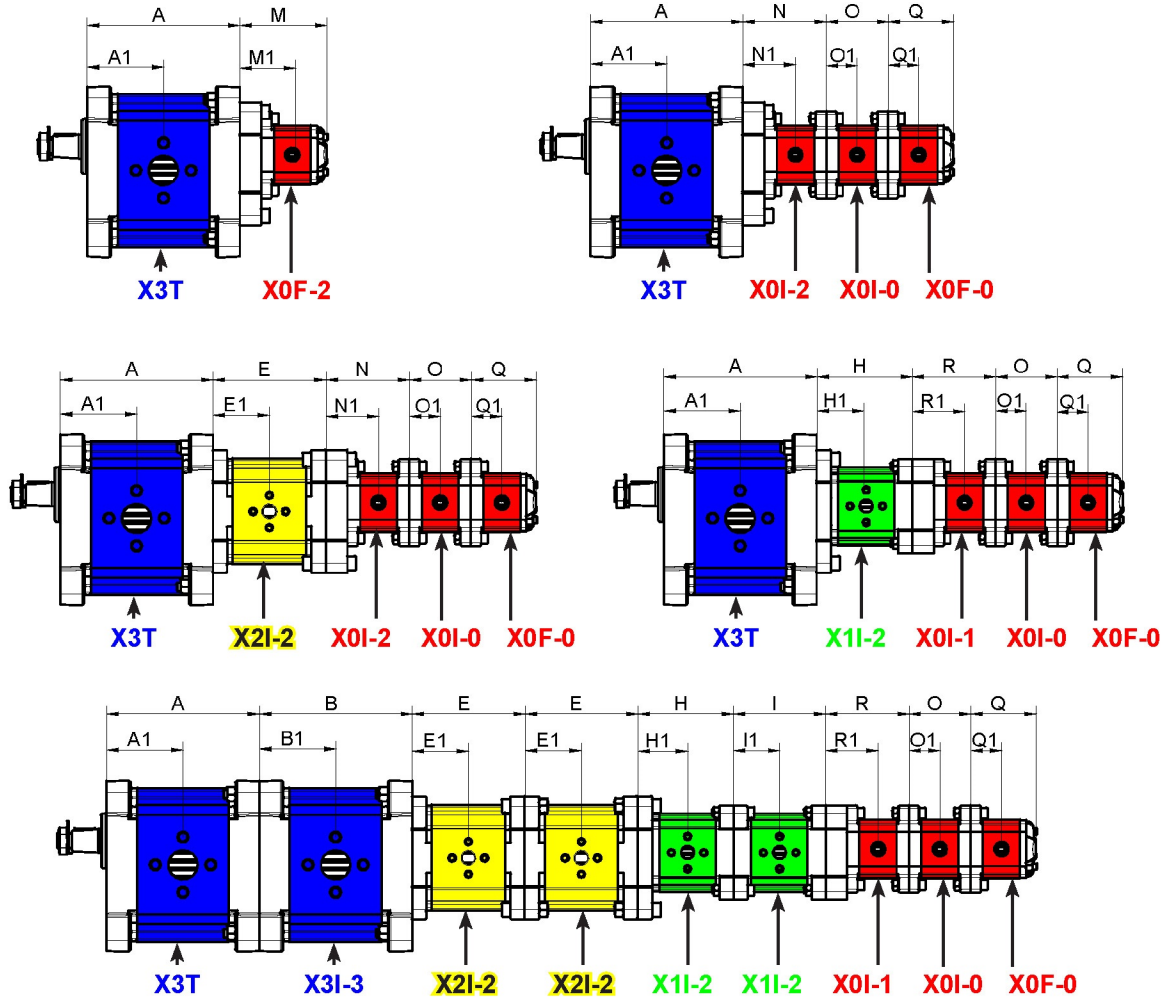 A M
A1 M1
X3T X0F-2
A N O Q
A1 N1 O1 Q1
X3T X0I-2 X0I-0 X0F-0
A E N O Q
A1 E1 N1 O1 Q1
X3T X2I-2 X0I-2 X0I-0 X0F-0
A H R O Q
A1 H1 R1 O1 Q1
X3T X1I-2 X0I-1 X0I-0 X0F-0
A B E E H I R O Q
A1 B1 E1 E1 H1 I1 R1 O1 Q1
X3T X3I-3 X2I-2 X2I-2 X1I-2 X1I-2 X0I-1 X0I-0 X0F-0